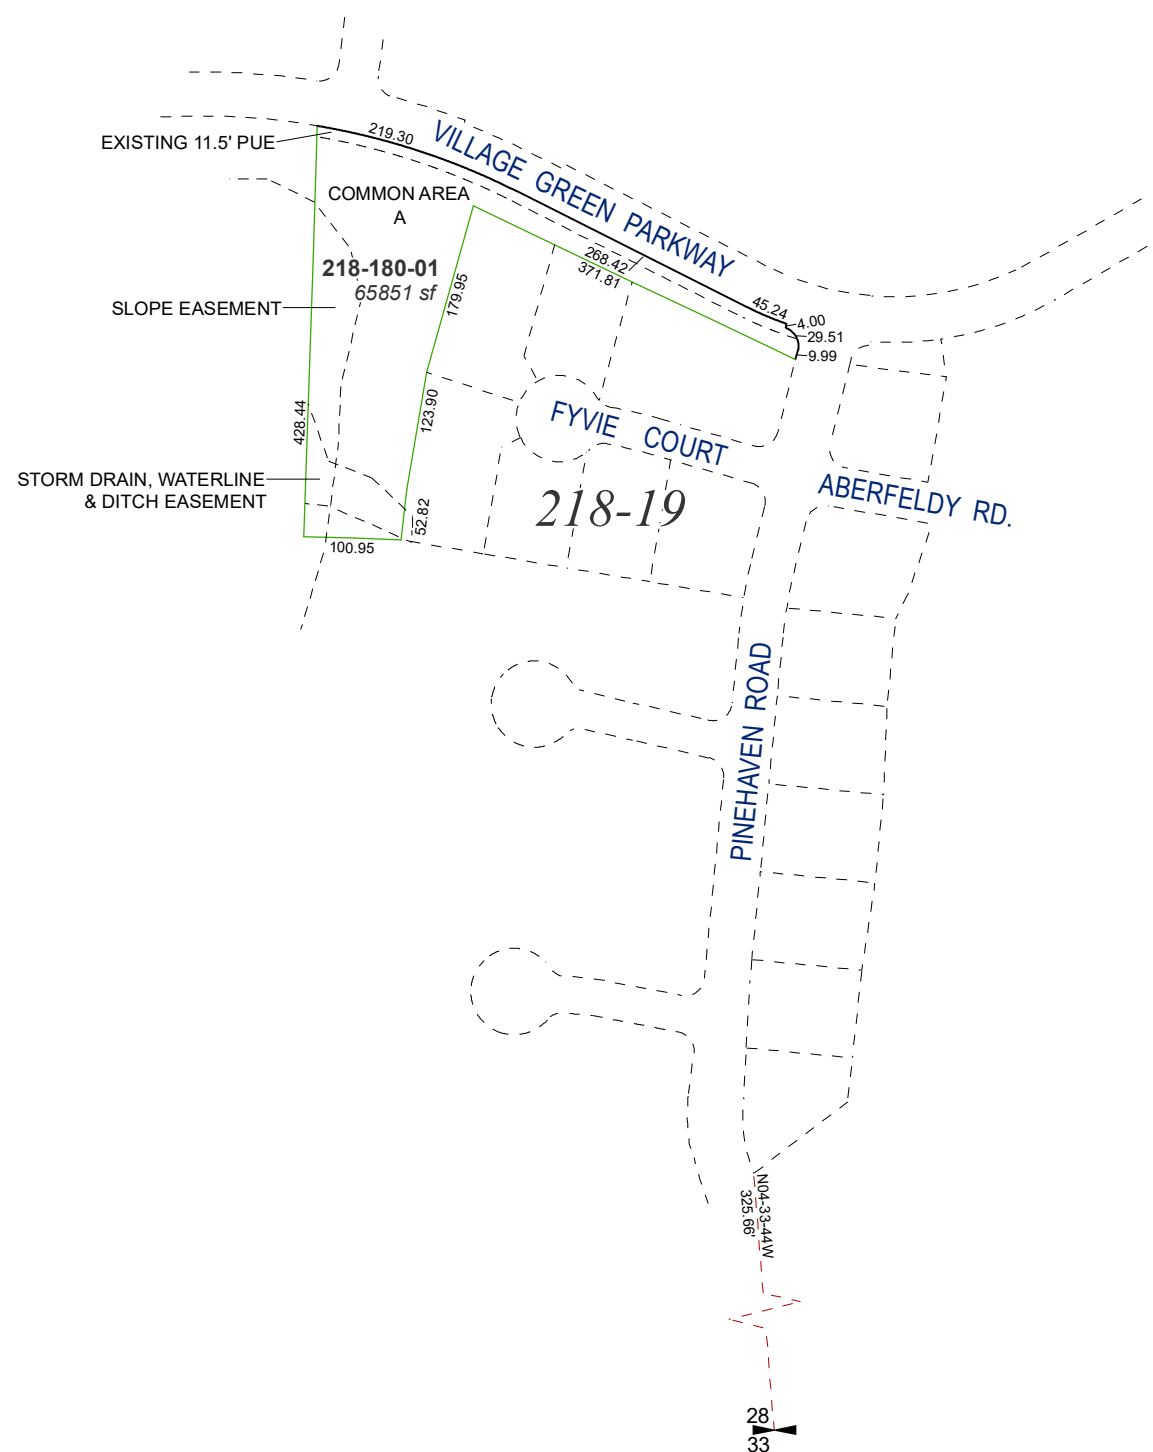 EXISTING 11.5' PUE
219.30
VILLAGE GREEN PARKWAY
COMMON AREA
A
218-180-01
65851 sf
SLOPE EASEMENT
179.95
268.42
371.81
45.24
4.00
29.51
9.99
123.90
428.44
FYVIE COURT
STORM DRAIN, WATERLINE
& DITCH EASEMENT
52.82
100.95
218-19
ABERFELDY RD.
PINEHAVEN ROAD
N04-33-44W
325.66'
28
33